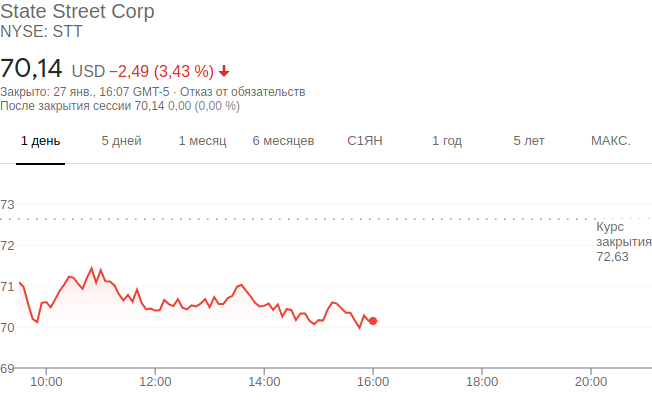 State Street Corp
NYSE: STT
70,14 USD −2,49 (3,43 %)
Закрыто: 27 янв., 16:07 GMT-5 · Отказ от обязательств
После закрытия сессии 70,14 0,00 (0,00 %)
1 день 5 дней 1 месяц 6 месяцев С1ЯН 1 год 5 лет МАКС.
73
Курс
закрытия
72,63
72
71
70
69
10:00 12:00 14:00 16:00 18:00 20:00